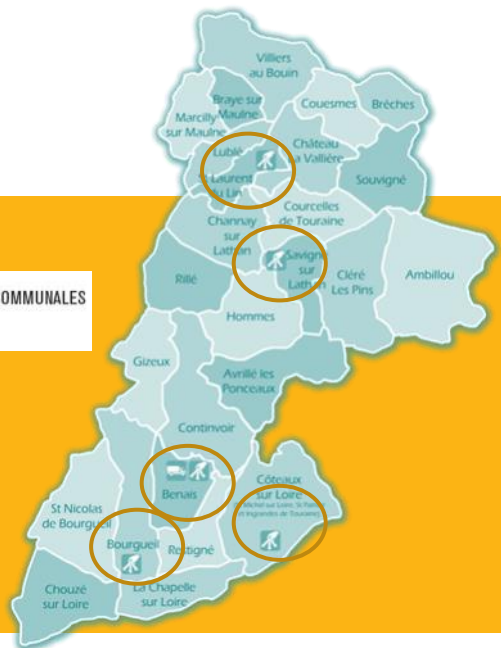 Villiers
au Bouin
Braye sur
Maulne
Couesmes
Brèches
Marcilly
sur Maulne
Château
La Vallière
Lublé
St Laurent
du Lin
Souvigné
Courcelles
de Touraine
Channay
sur
Lathan
Savigné
sur
Lathan
Cléré
Les Pins
Ambillou
Rillé
OMMUNALES
Hommes
Gizeux
Avrillé les
Ponceaux
Continvoir
Côteaux
sur Loire
Benais
St Nicolas
de Bourgueil
Bourgueil
Restigné
Chouzé
sur Loire
La Chapelle
sur Loire